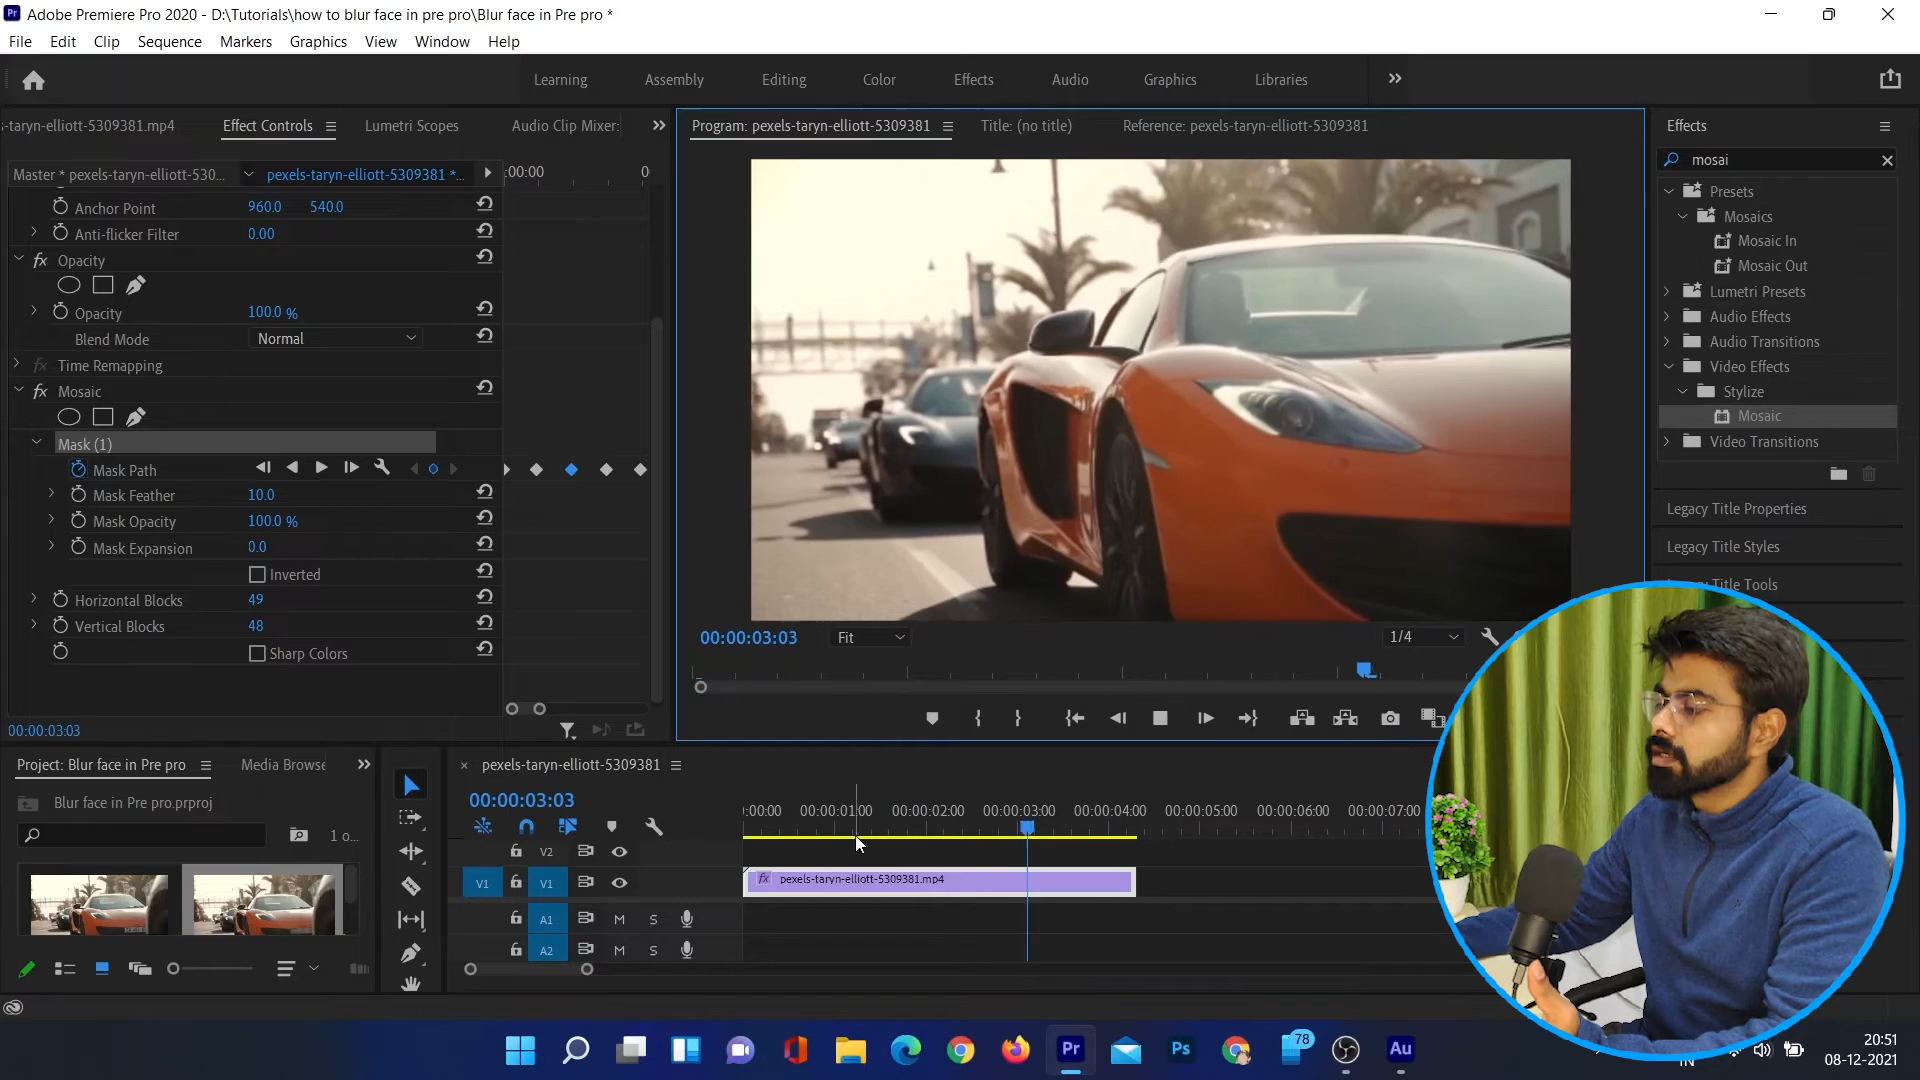 Adobe Premiere Pro 2020 - D:\Tutorials\how to blur face in pre pro\Blur face in Pre pro *
File Edit Clip Sequence Markers Graphics View Window Help
Learning Assembly Editing Color Effects Audio Graphics Libraries
s-taryn-elliott-5309381.mp4 Effect Controls Lumetri Scopes Audio Clip Mixer:
Program: pexels-taryn-elliott-5309381 Title: (no title) Reference: pexels-taryn-elliott-5309381
Effects
mosai
Master * pexels-taryn-elliott-530... pexels-taryn-elliott-5309381 *... :00:00 0
Anchor Point 960.0 540.0
Anti-flicker Filter 0.00
fx Opacity
Opacity 100.0 %
Blend Mode Normal
fx Time Remapping
fx Mosaic
Mask (1)
Mask Path
Mask Feather 10.0
Mask Opacity 100.0 %
Mask Expansion 0.0
Inverted
Horizontal Blocks 49
Vertical Blocks 48
Sharp Colors
00:00:03:03
00:00:03:03 Fit 1/4
Presets
Mosaics
Mosaic In
Mosaic Out
Lumetri Presets
Audio Effects
Audio Transitions
Video Effects
Stylize
Mosaic
Video Transitions
Legacy Title Properties
Legacy Title Styles
Title Tools
Project: Blur face in Pre pro Media Browse
Blur face in Pre pro.prproj
1 o...
pexels-taryn-elliott-5309381
00:00:03:03
:00:00 00:00:01:00 00:00:02:00 00:00:03:00 00:00:04:00 00:00:05:00 00:00:06:00 00:00:07:00
V2
V1 V1 fx pexels-taryn-elliott-5309381.mp4
A1 M S
A2 M S
Pr Ps 78 Au
IN
20:51
08-12-2021